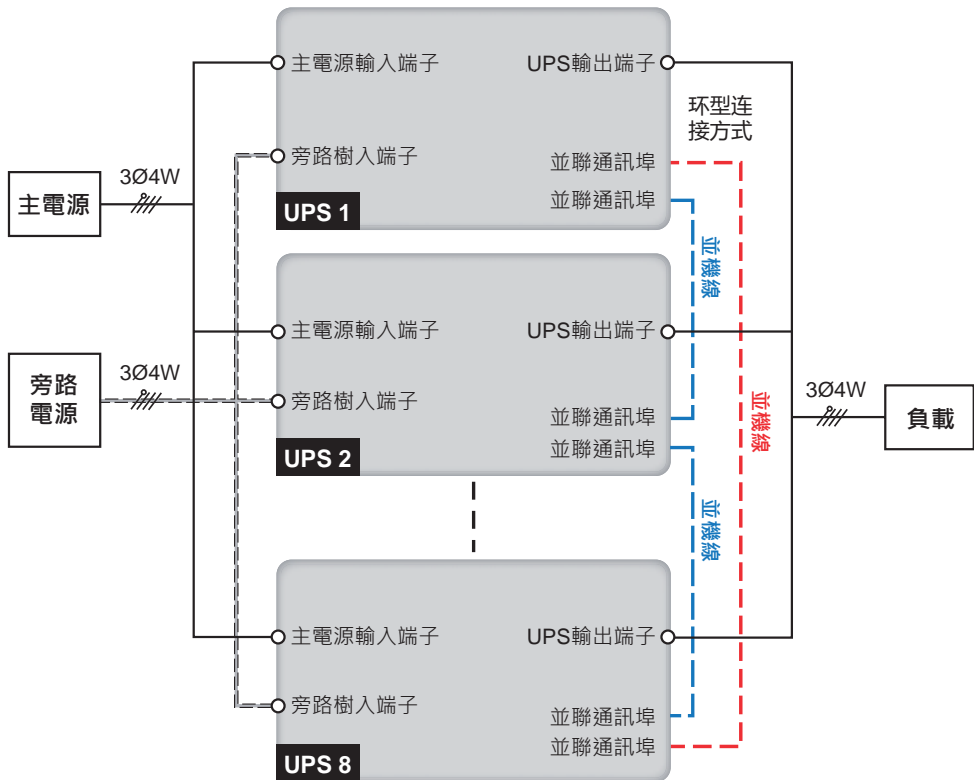 主電源輸入端子
UPS輸出端子
环型连
接方式
旁路樹入端子
並聯通訊埠
3Ø4W
主電源
並聯通訊埠
UPS 1
並機線
主電源輸入端子
UPS輸出端子
3Ø4W
旁路
電源
旁路樹入端子
並聯通訊埠
並機線
3Ø4W
負載
UPS 2
並聯通訊埠
並機線
主電源輸入端子
UPS輸出端子
旁路樹入端子
並聯通訊埠
並聯通訊埠
UPS 8